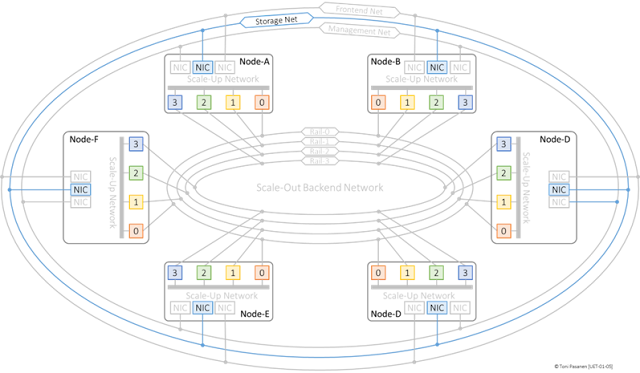 Frontend Net
Storage Net
Management Net
Node-A
NIC NIC NIC
Scale-Up Network
3 2 1 0
Node-B
NIC NIC NIC
Scale-Up Network
0 1 2 3
Rail-0
Rail-1
Rail-2
Rail-3
Scale-Out Backend Network
Node-F
NIC
NIC
NIC
Scale-Up Network
3
2
1
0
Node-D
3
2
1
0
Scale-Up Network
NIC
NIC
NIC
3 2 1 0
Scale-Up Network
NIC NIC NIC
Node-E
0 1 2 3
Scale-Up Network
NIC NIC NIC
Node-D
© Toni Pasanen [UET-01-05]